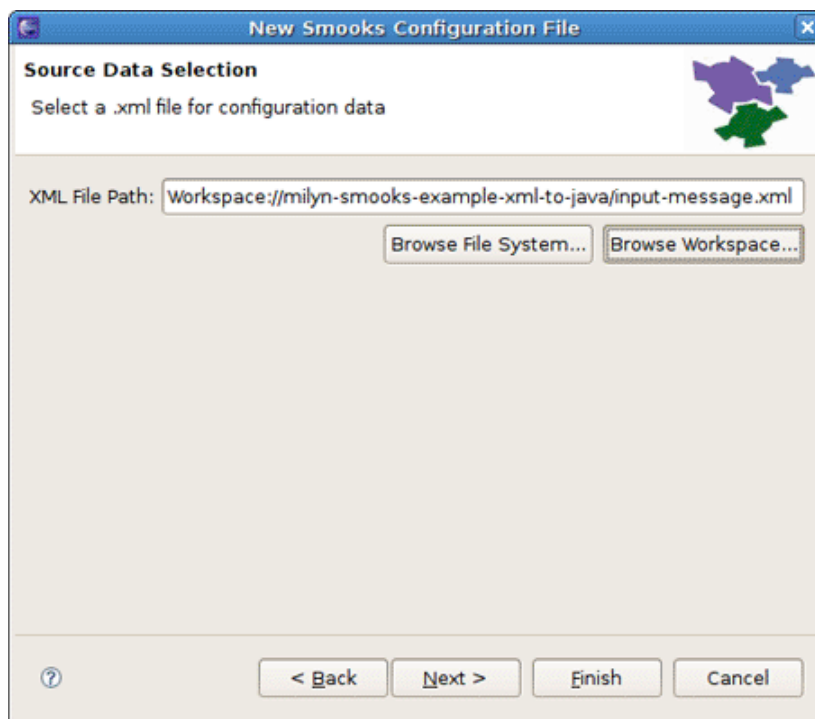 New Smooks Configuration File
Source Data Selection
Select a .xml file for configuration data
XML File Path: Workspace://milyn-smooks-example-xml-to-java/input-message.xml
Browse File System... Browse Workspace...
? < Back Next > Finish Cancel